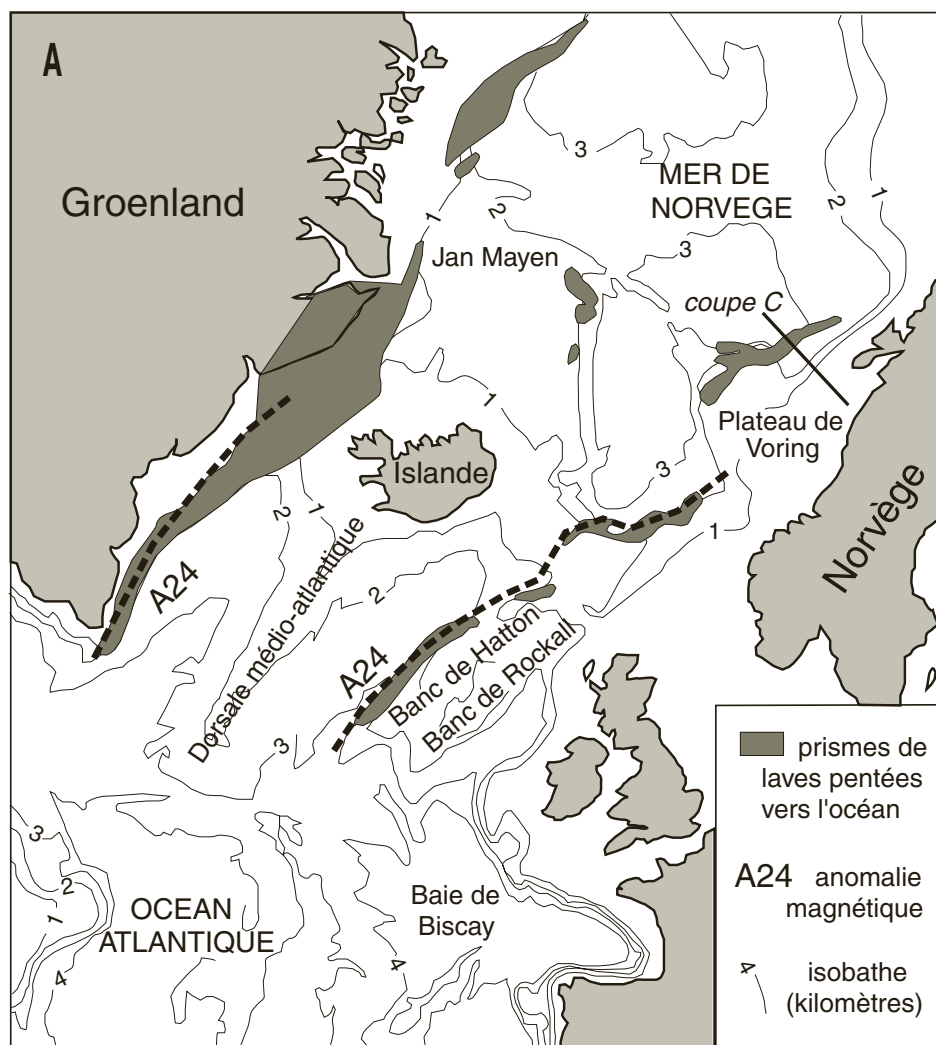 A
Groenland
MER DE
NORVEGE
Jan Mayen
coupe C
Plateau de
Voring
Norvège
Islande
A24
A24
Dorsale médio-atlantique
Banc de Hatton
Banc de Rockall
OCEAN
ATLANTIQUE
Baie de
Biscay
3
2
1
1
2
3
1
3
2
1
2
1
3
3
2
1
4
4
prismes de
laves pentées
vers l'océan
A24 anomalie
magnétique
4 isobathe
(kilomètres)